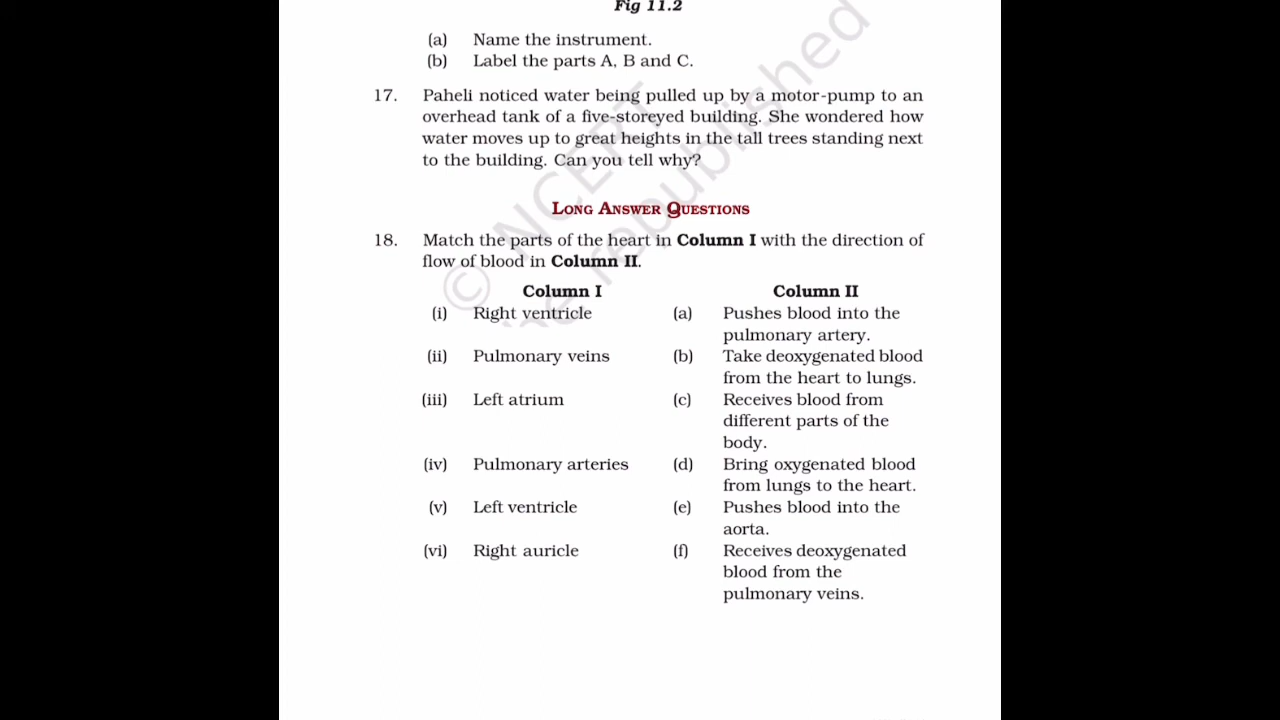 Fig 11.2
(a) Name the instrument.
(b) Label the parts A, B and C.
17. Paheli noticed water being pulled up by a motor-pump to an
overhead tank of a five-storeyed building. She wondered how
water moves up to great heights in the tall trees standing next
to the building. Can you tell why?
LONG ANSWER QUESTIONS
18. Match the parts of the heart in Column I with the direction of
flow of blood in Column II.
Column I Column II
(i) Right ventricle (a) Pushes blood into the
pulmonary artery.
(ii) Pulmonary veins (b) Take deoxygenated blood
from the heart to lungs.
(iii) Left atrium (c) Receives blood from
different parts of the
body.
(iv) Pulmonary arteries (d) Bring oxygenated blood
from lungs to the heart.
(v) Left ventricle (e) Pushes blood into the
aorta.
(vi) Right auricle (f) Receives deoxygenated
blood from the
pulmonary veins.
© NCERT
be republished